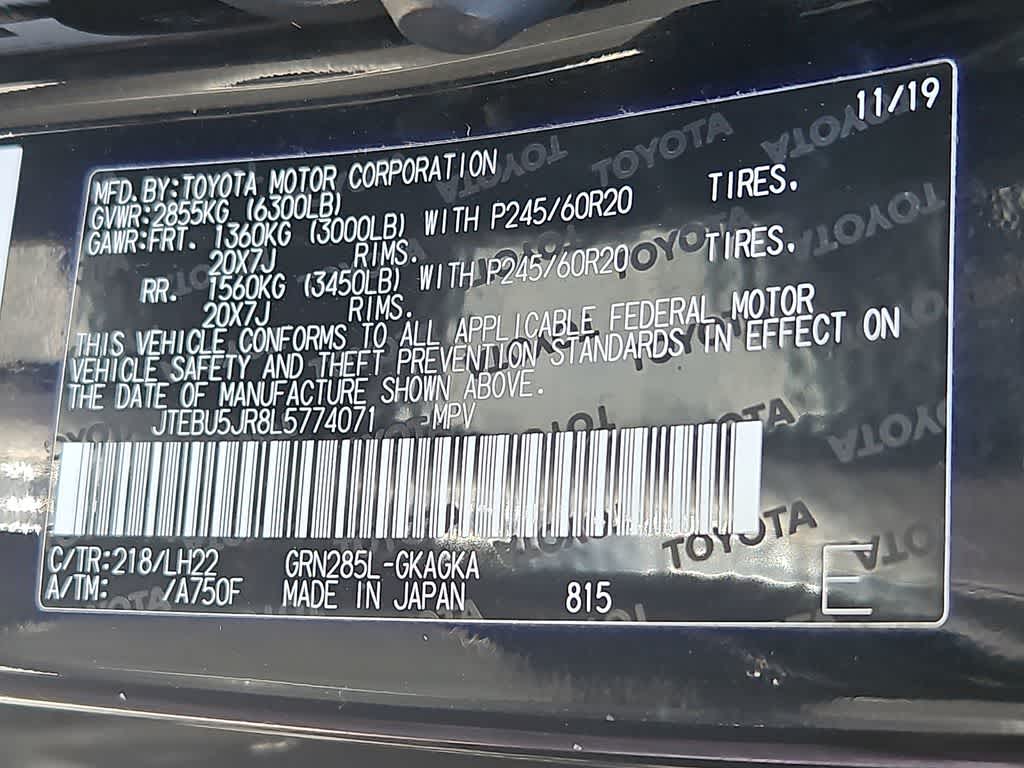 11/19
MFD. BY: TOYOTA MOTOR CORPORATION
GVWR: 2855KG (6300LB)
GAWR: FRT. 1360KG (3000LB) WITH P245/60R20 TIRES.
20X7J RIMS.
RR. 1560KG (3450LB) WITH P245/60R20 TIRES.
20X7J RIMS.
THIS VEHICLE CONFORMS TO ALL APPLICABLE FEDERAL MOTOR
VEHICLE SAFETY AND THEFT PREVENTION STANDARDS IN EFFECT ON
THE DATE OF MANUFACTURE SHOWN ABOVE.
JTEBU5JR8L5774071 -MPV
C/TR: 218/LH22 GRN285L-GKAGKA
A/TM: /A750F MADE IN JAPAN 815 E
TOYOTA